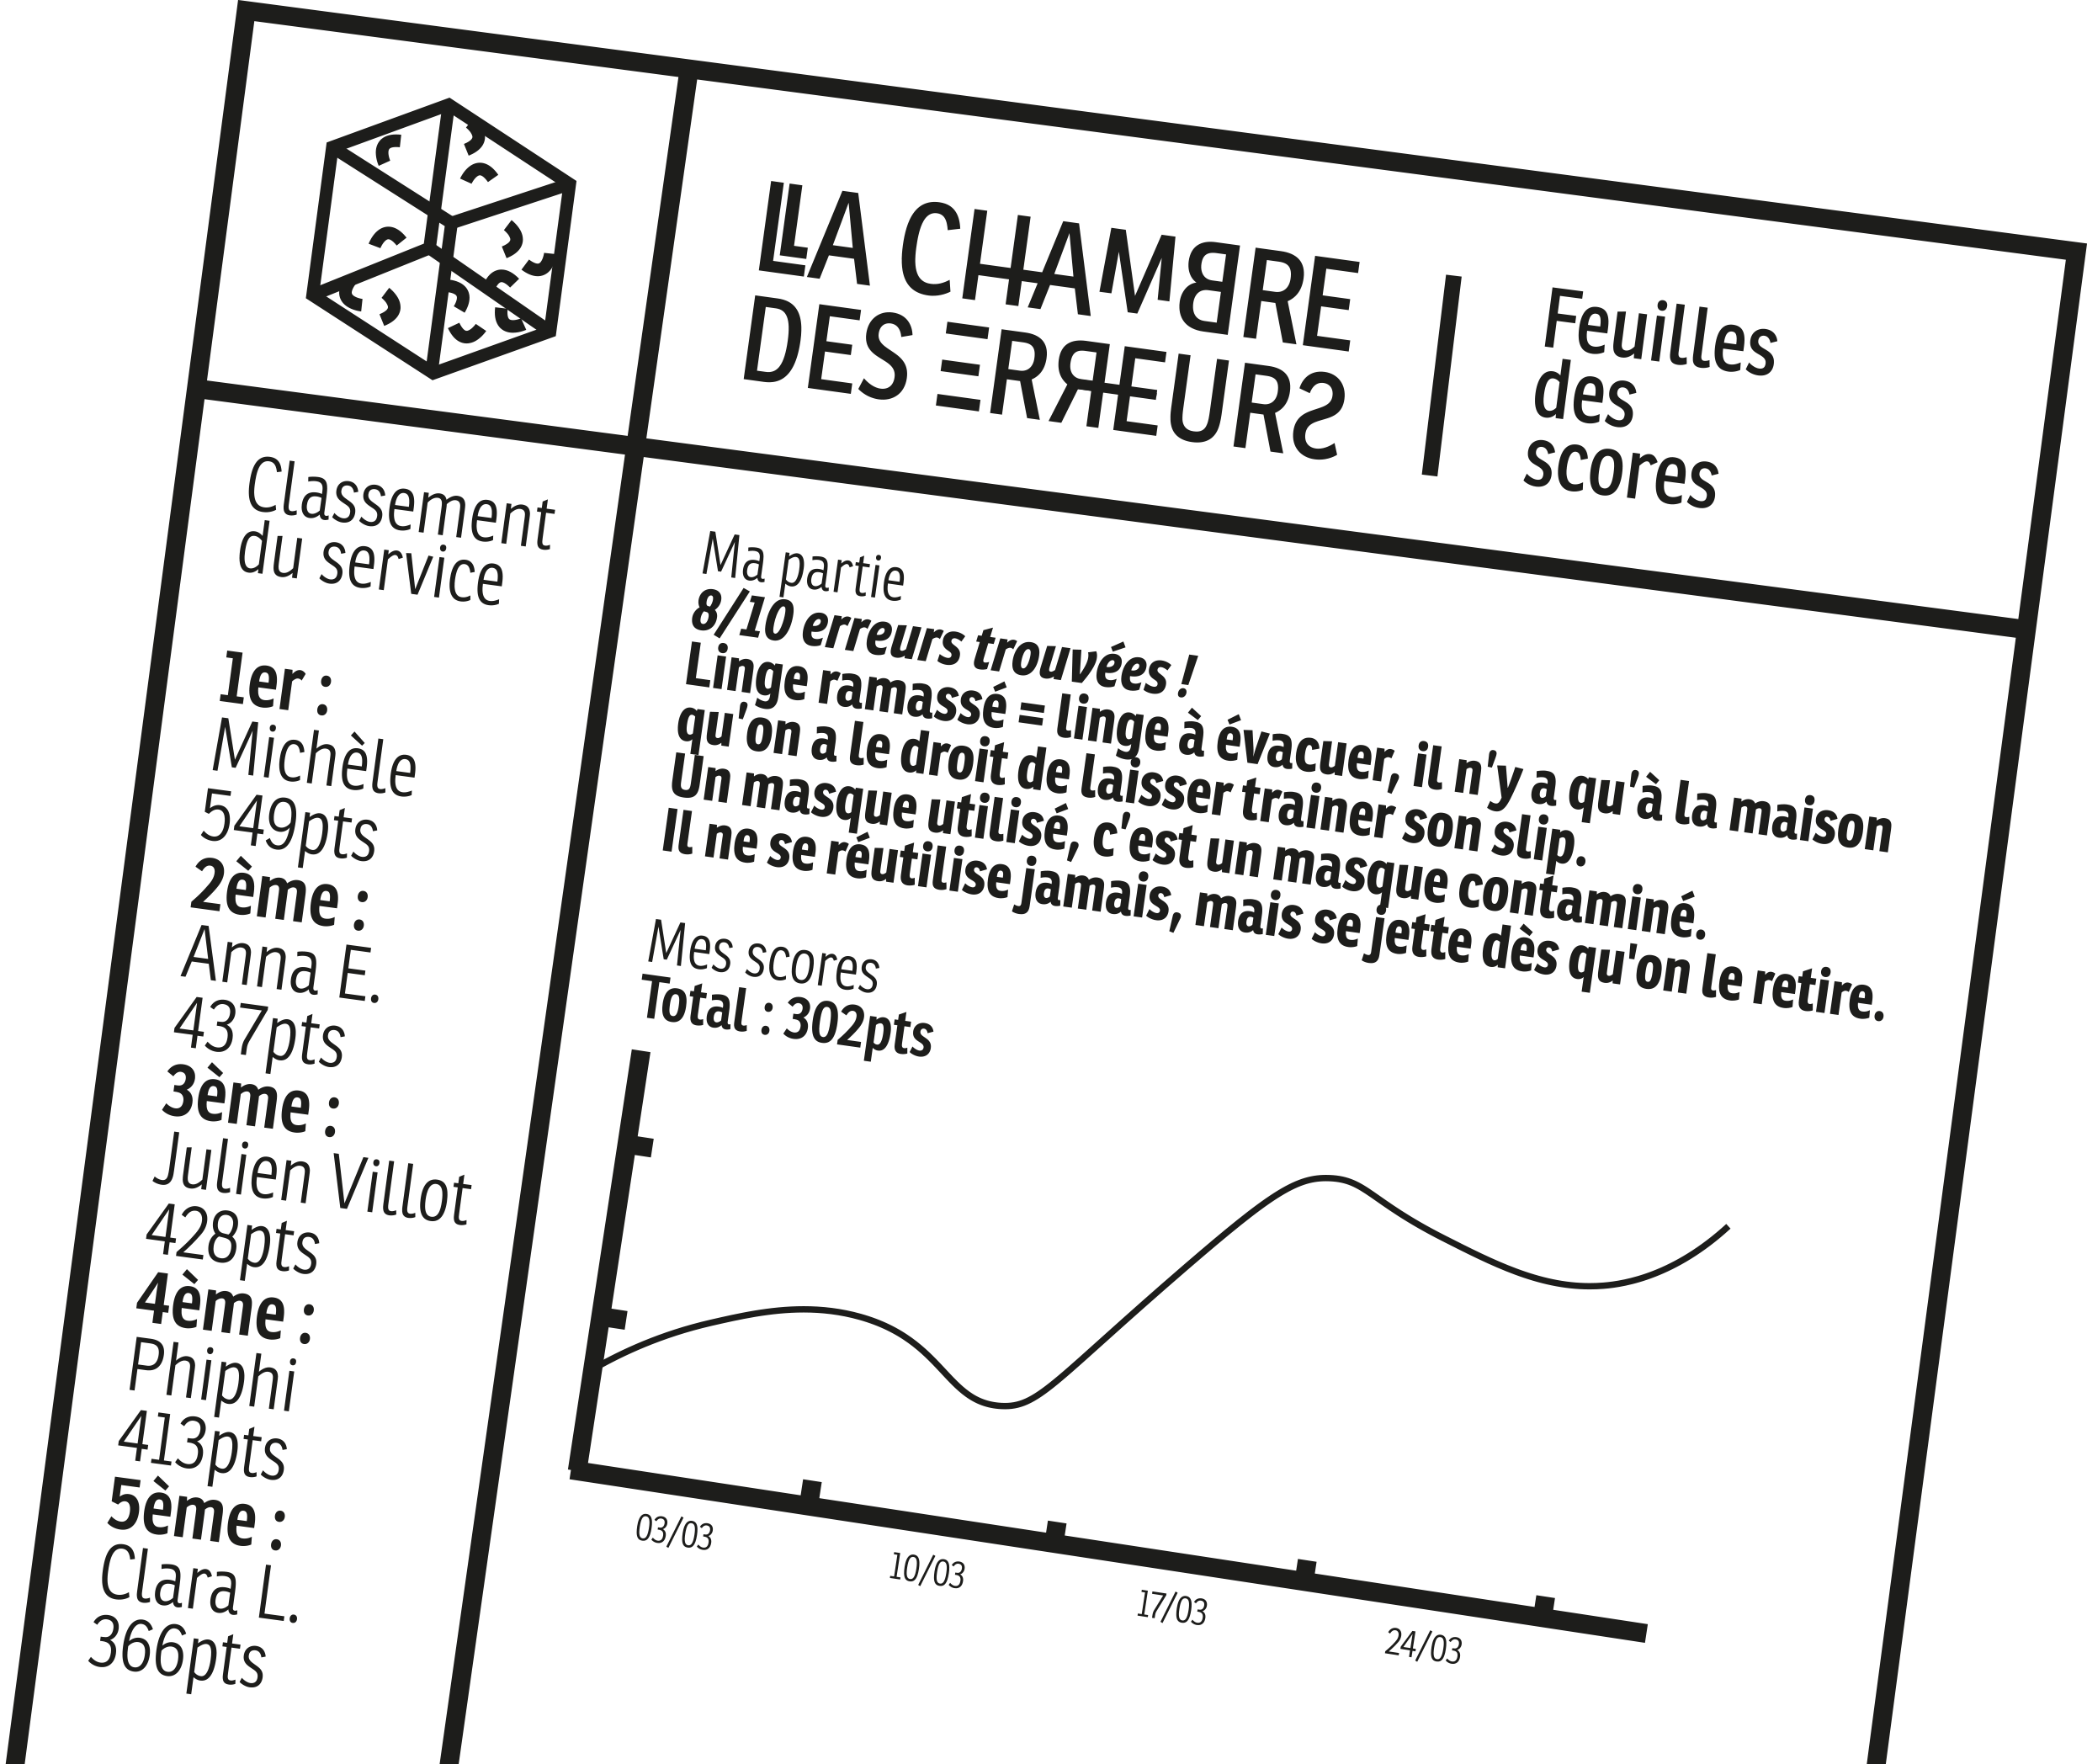 LA CHAMBRE
DES ERREURS
Feuilles
des
scores
Classement
du service
1er :
Michèle
549pts
2ème :
Anna E.
437pts
3ème :
Julien Villot
428pts
4ème :
Phiphi
413pts
5ème :
Clara L.
366pts
Ma partie
8/10 erreurs trouvées !
Linge ramassé = linge à évacuer, il n'y a qu'à la maison
qu'on a le droit de laisser trainer son slip.
Un masque utilisé, c'est un masque contaminé.
Il ne se réutilise jamais, mais se jette dès qu'on le retire.
Mes scores
Total : 302pts
03/03
10/03
17/03
24/03